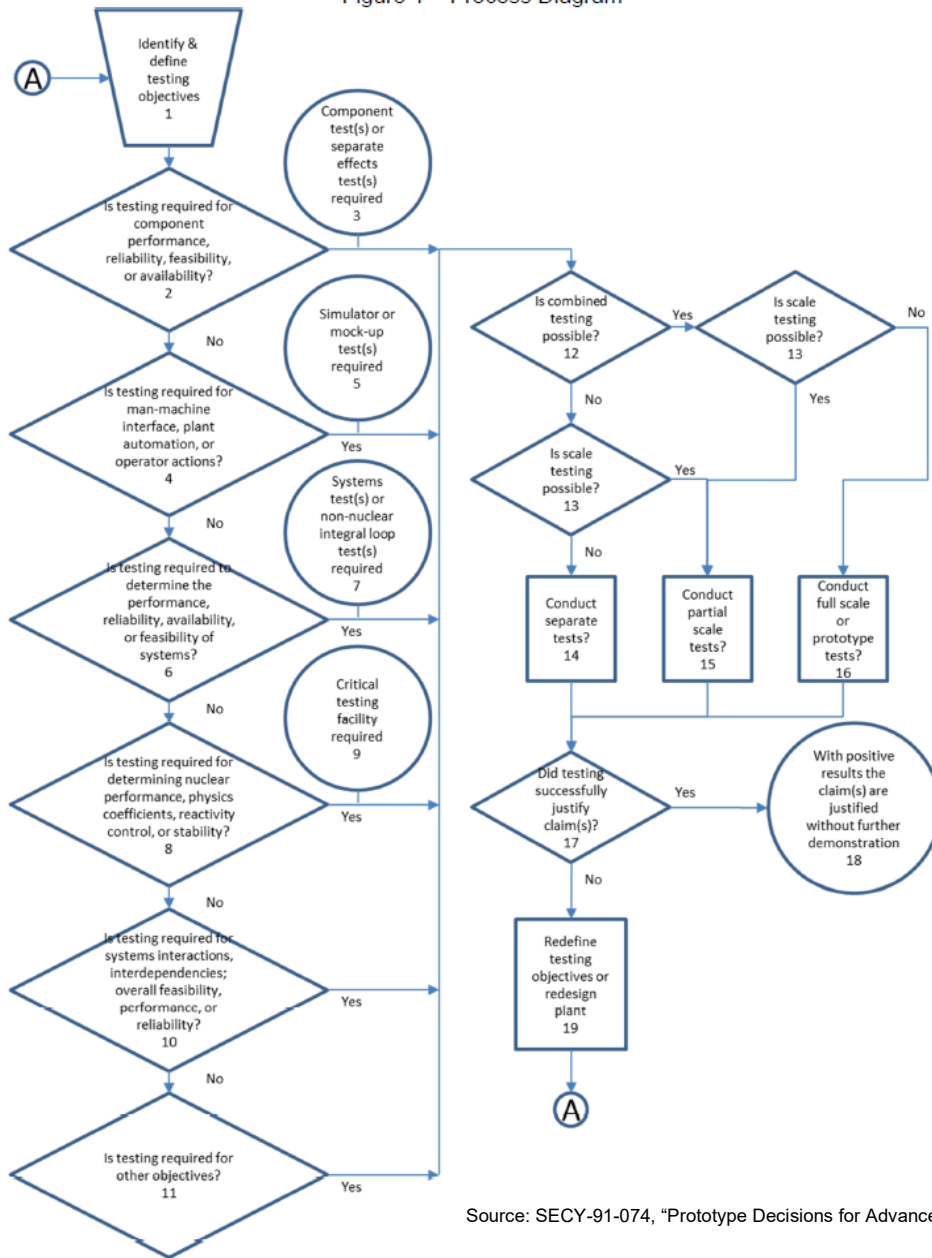 Figure 1 – Process Diagram
A
Identify &
define
testing
objectives
1
Component
test(s) or
separate
effects
test(s)
required
3
Is testing required for
component
performance,
reliability, feasibility,
or availability?
2
Is combined
testing
possible?
12
Yes
Is scale
testing
possible?
13
No
No
Simulator or
mock-up
test(s)
required
5
Is testing required for
man-machine
interface, plant
automation, or
operator actions?
4
Yes
No
Yes
Is scale
testing
possible?
13
Yes
No
Systems
test(s) or
non-nuclear
integral loop
test(s)
required
7
Is testing required to
determine the
performance,
reliability, availability,
or feasibility of
systems?
6
Yes
No
Conduct
separate
tests?
14
Conduct
partial
scale
tests?
15
Conduct
full scale
or
prototype
tests?
16
No
Critical
testing
facility
required
9
Is testing required for
determining nuclear
performance, physics
coefficients, reactivity
control, or stability?
8
Yes
Did testing
successfully
justify
claim(s)?
17
Yes
With positive
results the
claim(s) are
justified
without further
demonstration
18
No
No
Is testing required for
systems interactions,
interdependencies;
overall feasibility,
performance, or
reliability?
10
Yes
Redefine
testing
objectives or
redesign
plant
19
No
A
Is testing required for
other objectives?
11
Yes
Source: SECY-91-074, “Prototype Decisions for Advance